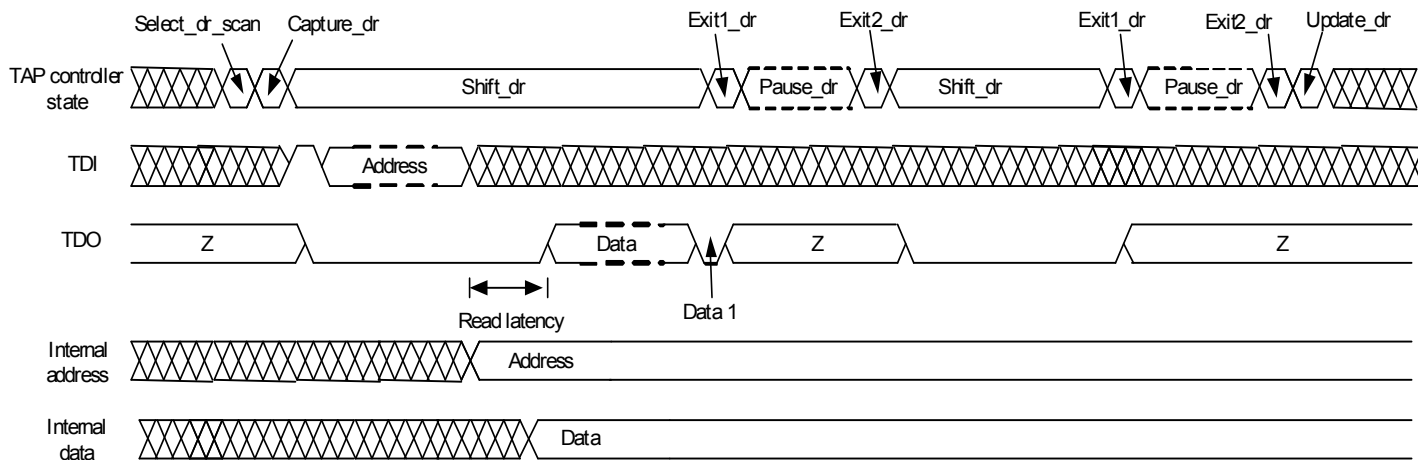 Select_dr_scan Capture_dr Exit1_dr Exit2_dr Exit1_dr Exit2_dr Update_dr
TAP controller
state
Shift_dr Pause_dr Shift_dr Pause_dr
TDI
Address
TDO
Z Data Z Z
Read latency
Data 1
Internal
address
Address
Internal
data
Data